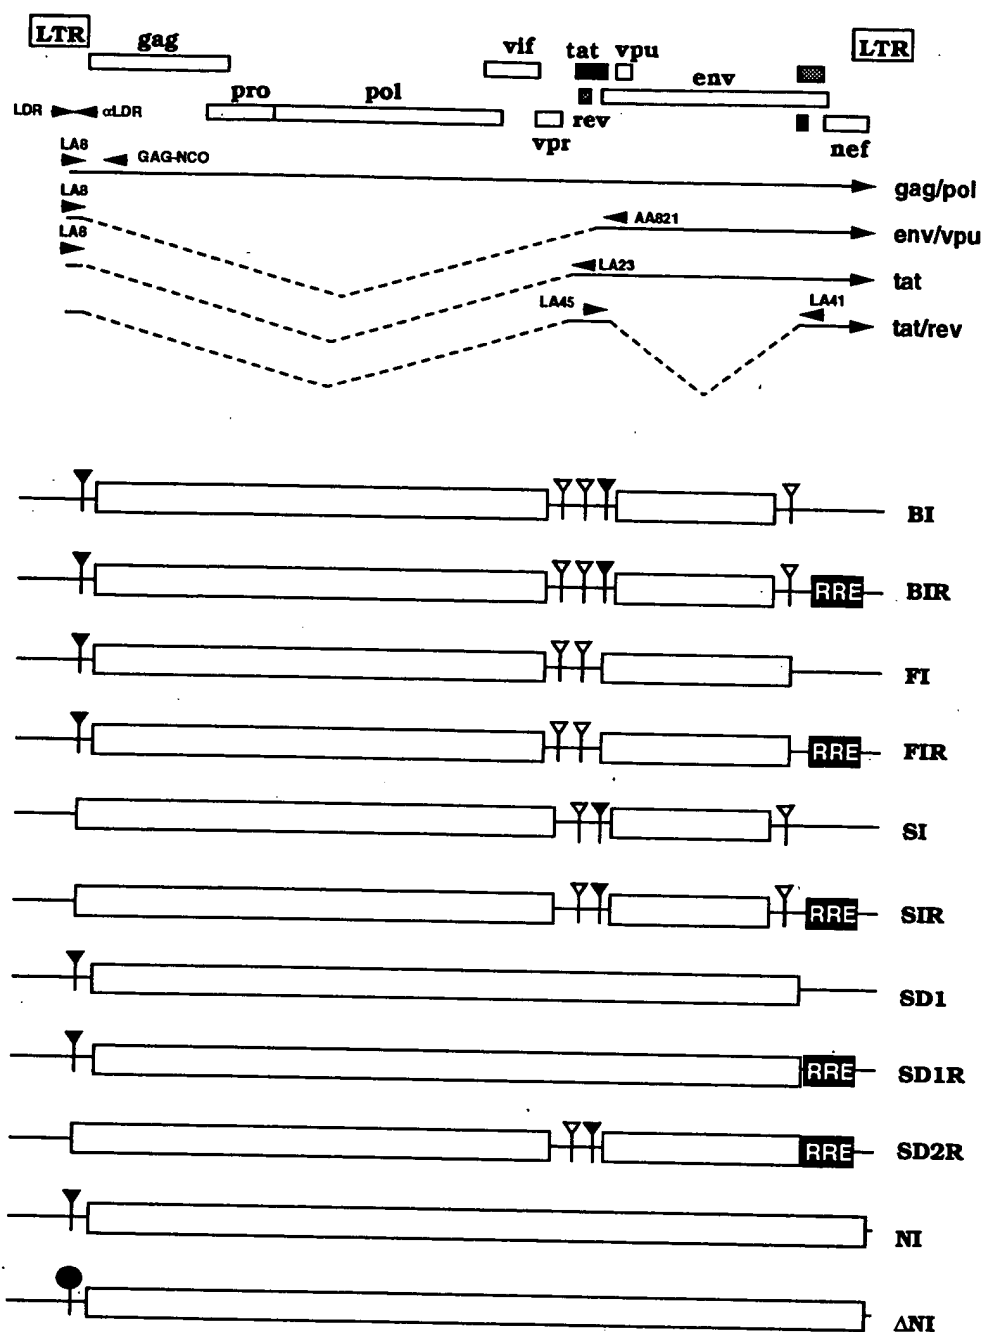 LTR
gag
vif
tat
vpu
LTR
pro
pol
env
LDR
αLDR
vpr
rev
nef
LA8
GAG-NCO
gag/pol
LA8
AA821
env/vpu
LA8
LA23
tat
LA45
LA41
tat/rev
BI
RRE
BIR
FI
RRE
FIR
SI
RRE
SIR
SD1
RRE
SD1R
RRE
SD2R
NI
ΔNI